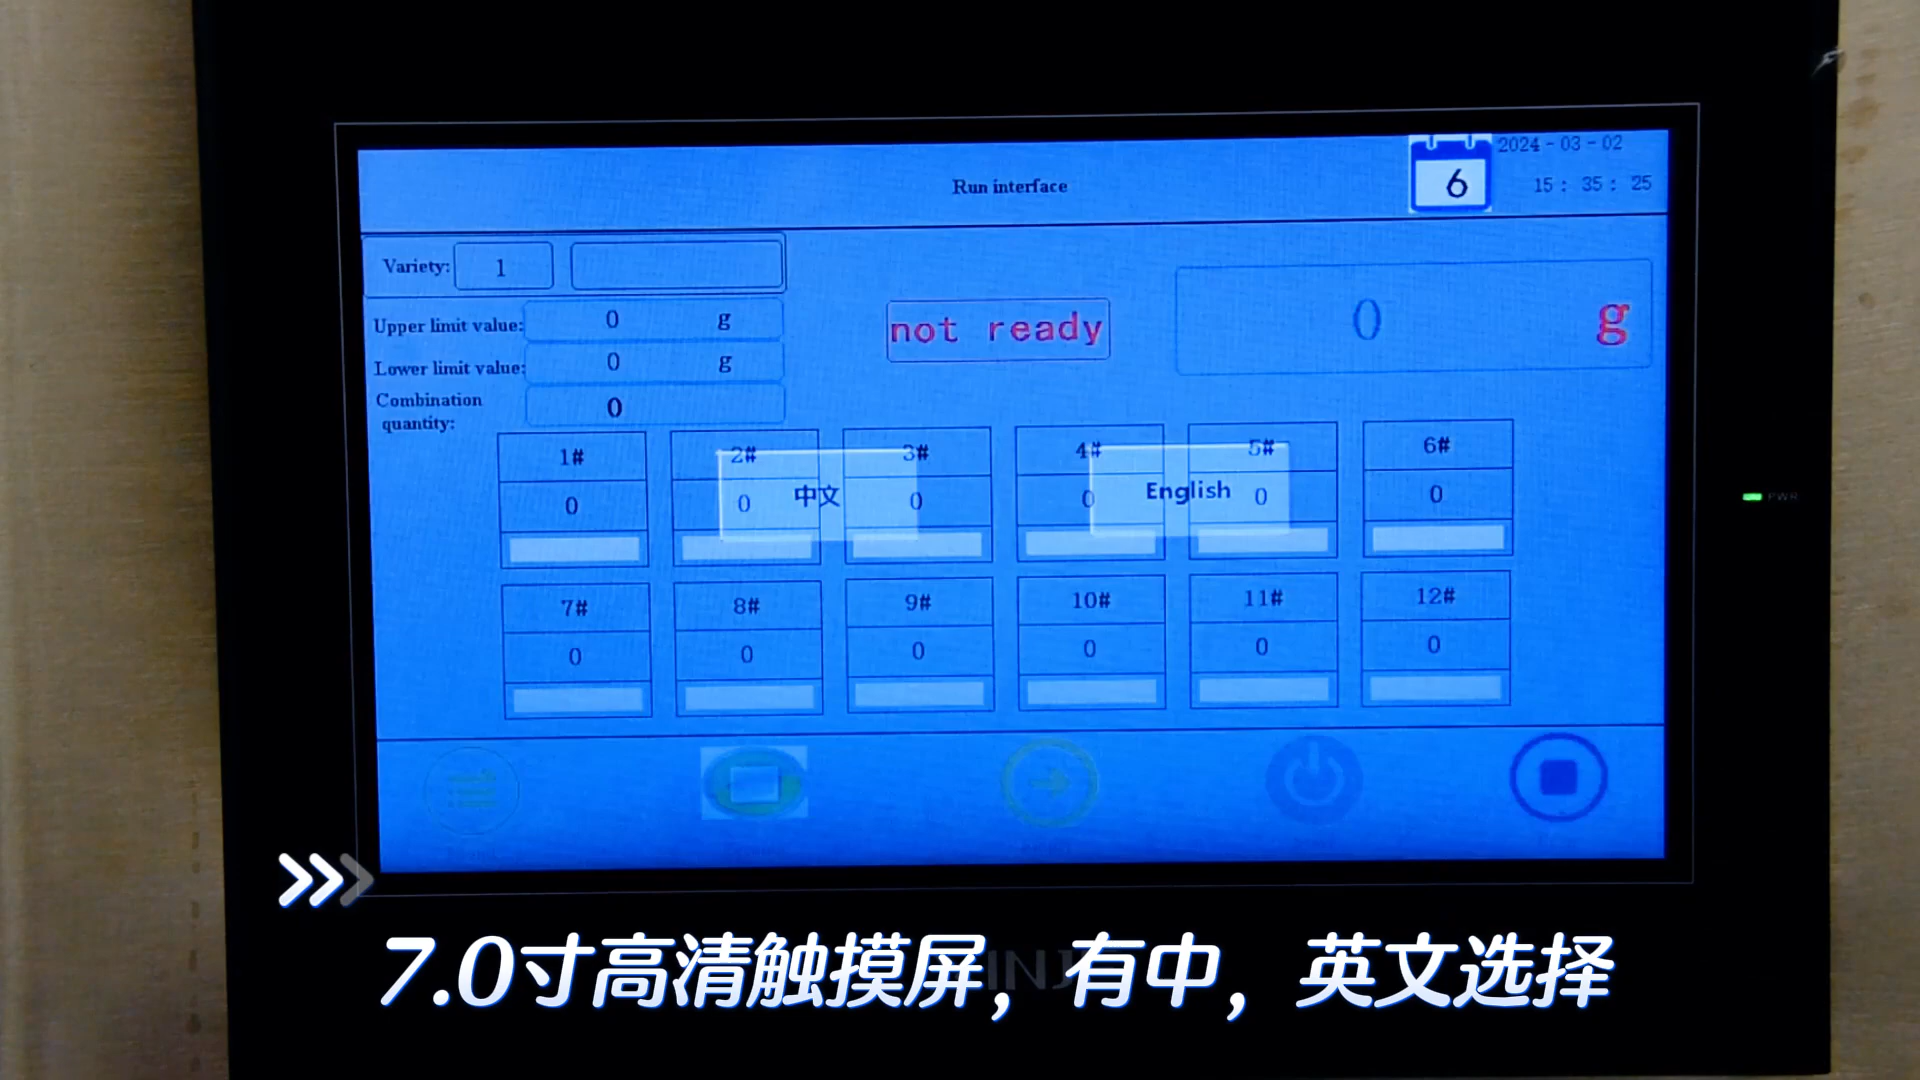 Run interface
6
2024-03-02
15: 35: 25
Variety: 1
Upper limit value: 0 g
Lower limit value: 0 g
Combination
quantity: 0
not ready
0 g
1# 2# 3# 4# 5# 6#
0 0 0 0 0 0
中文 English
7# 8# 9# 10# 11# 12#
0 0 0 0 0 0
PWR
7.0寸高清触摸屏，有中，英文选择